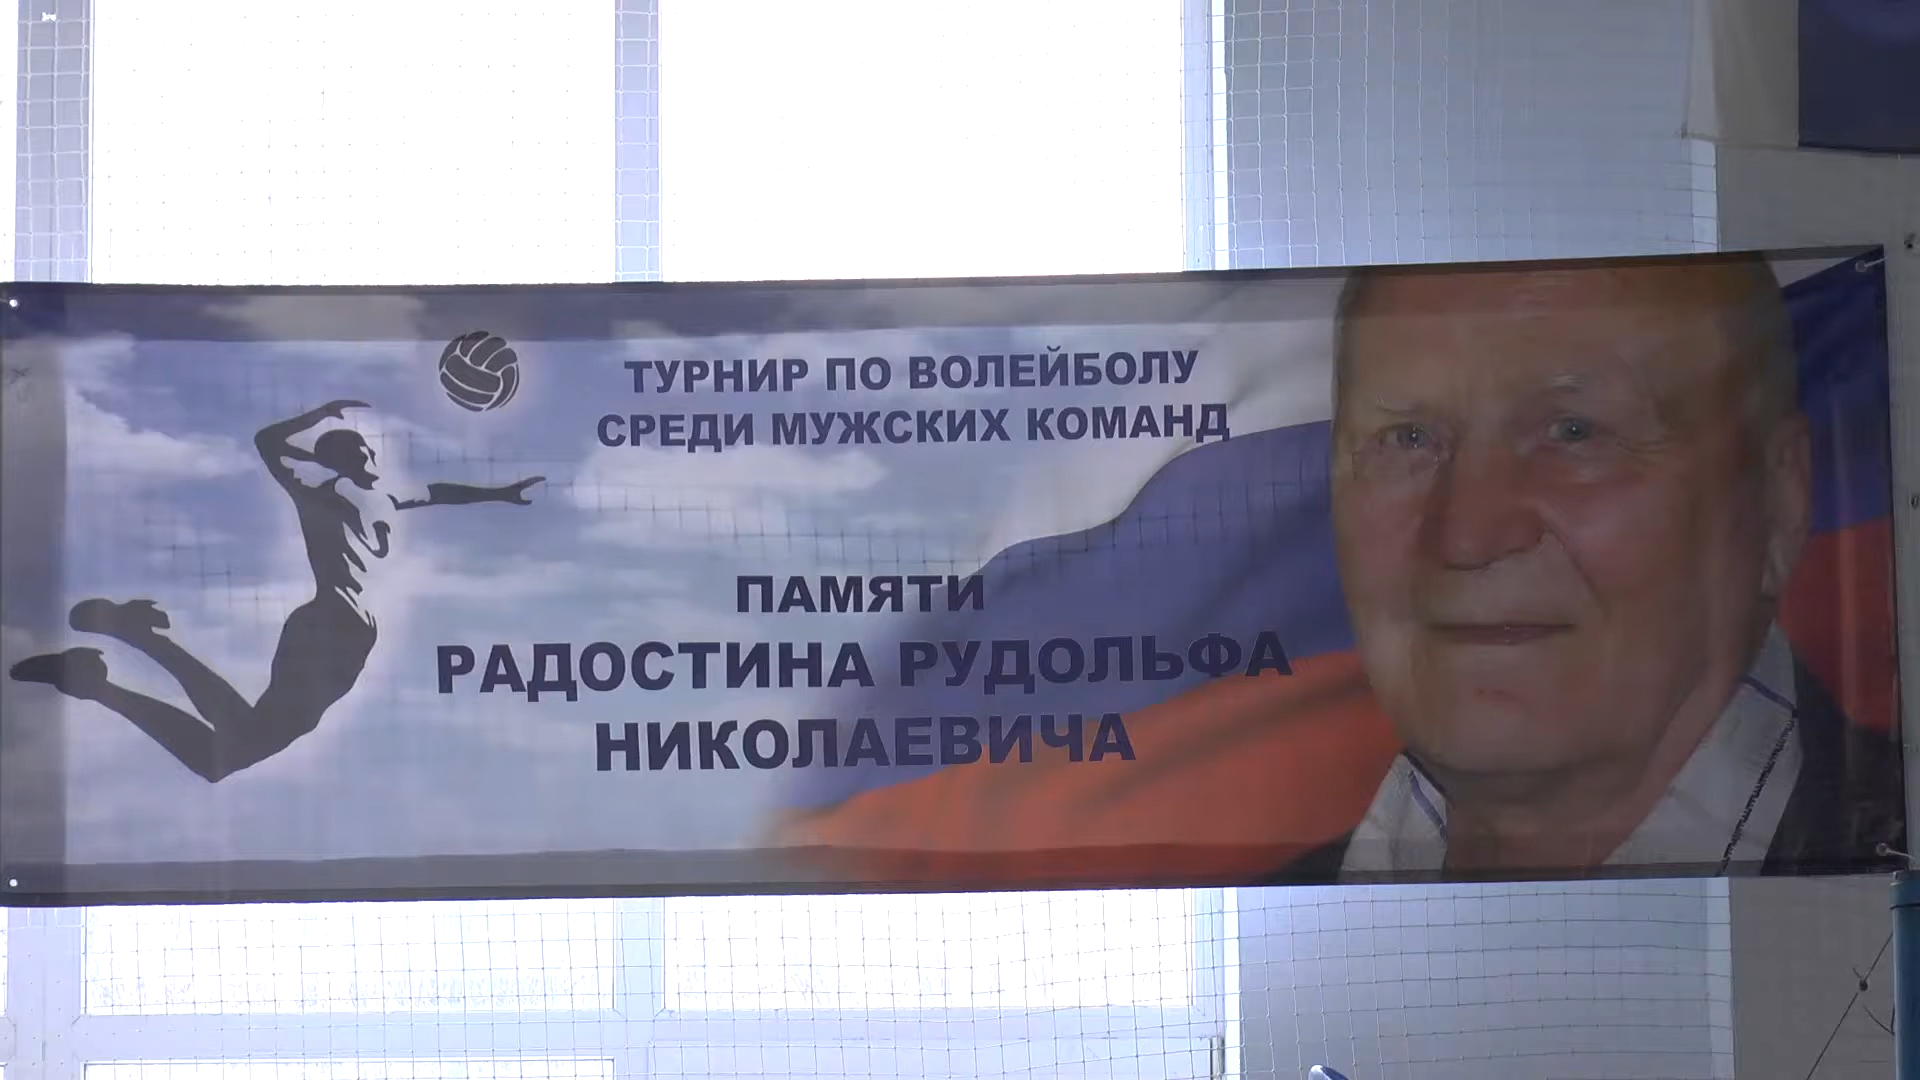 ТУРНИР ПО ВОЛЕЙБОЛУ
СРЕДИ МУЖСКИХ КОМАНД
ПАМЯТИ
РАДОСТИНА РУДОЛЬФА
НИКОЛАЕВИЧА